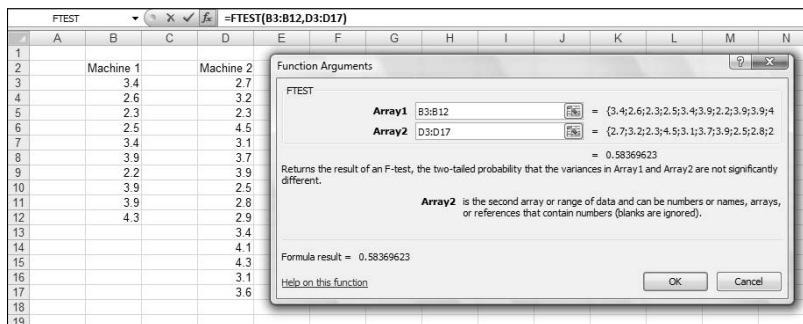 FTEST fx =FTEST(B3:B12,D3:D17)
A B C D E F G H I J K L M N
1
2 Machine 1 Machine 2
3 3.4 2.7
4 2.6 3.2
5 2.3 2.3
6 2.5 4.5
7 3.4 3.1
8 3.9 3.7
9 2.2 3.9
10 3.9 2.5
11 3.9 2.8
12 4.3 2.9
13 3.4
14 4.1
15 4.3
16 3.1
17 3.6
18
19
Function Arguments
FTEST
Array1 B3:B12 = {3.4;2.6;2.3;2.5;3.4;3.9;2.2;3.9;3.9;4
Array2 D3:D17 = {2.7;3.2;2.3;4.5;3.1;3.7;3.9;2.5;2.8;2
= 0.58369623
Returns the result of an F-test, the two-tailed probability that the variances in Array1 and Array2 are not significantly
different.
Array2 is the second array or range of data and can be numbers or names, arrays,
or references that contain numbers (blanks are ignored).
Formula result = 0.58369623
Help on this function
OK Cancel